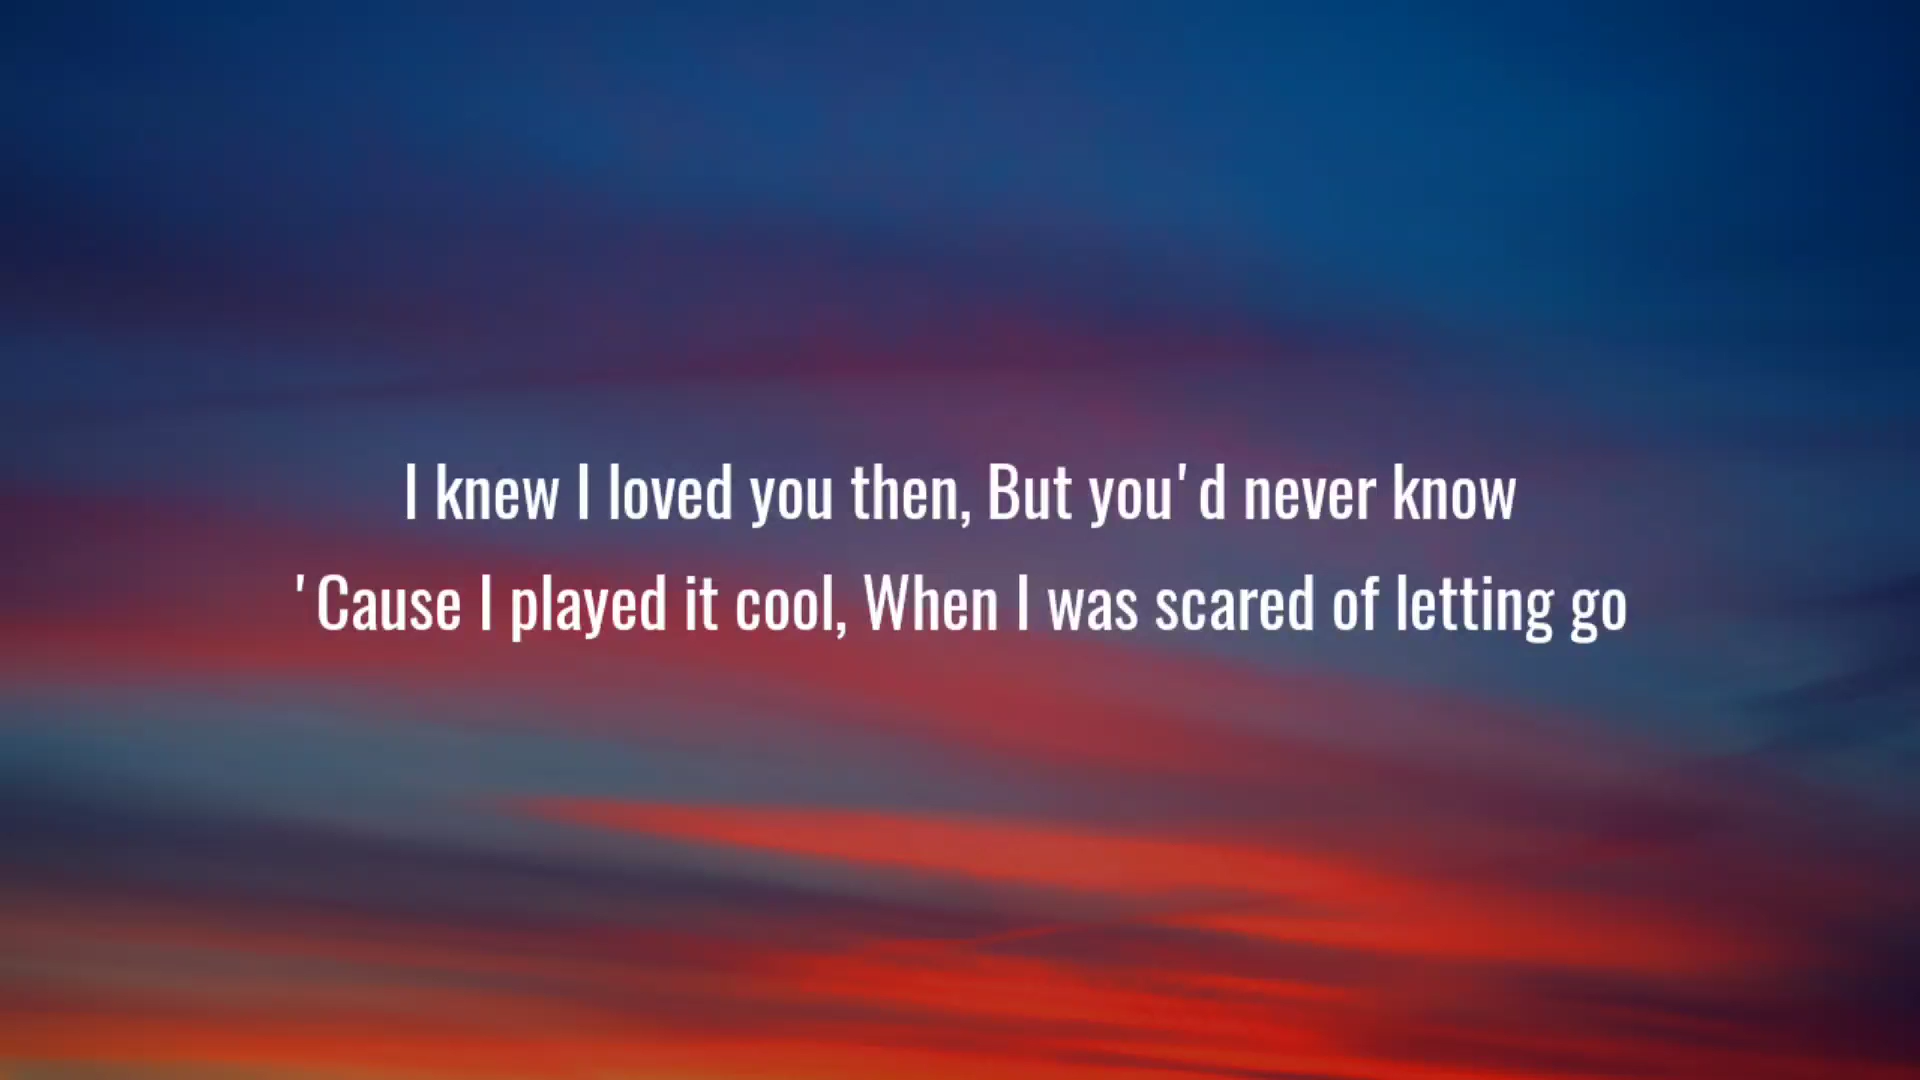 I knew I loved you then, But you'd never know
'Cause I played it cool, When I was scared of letting go